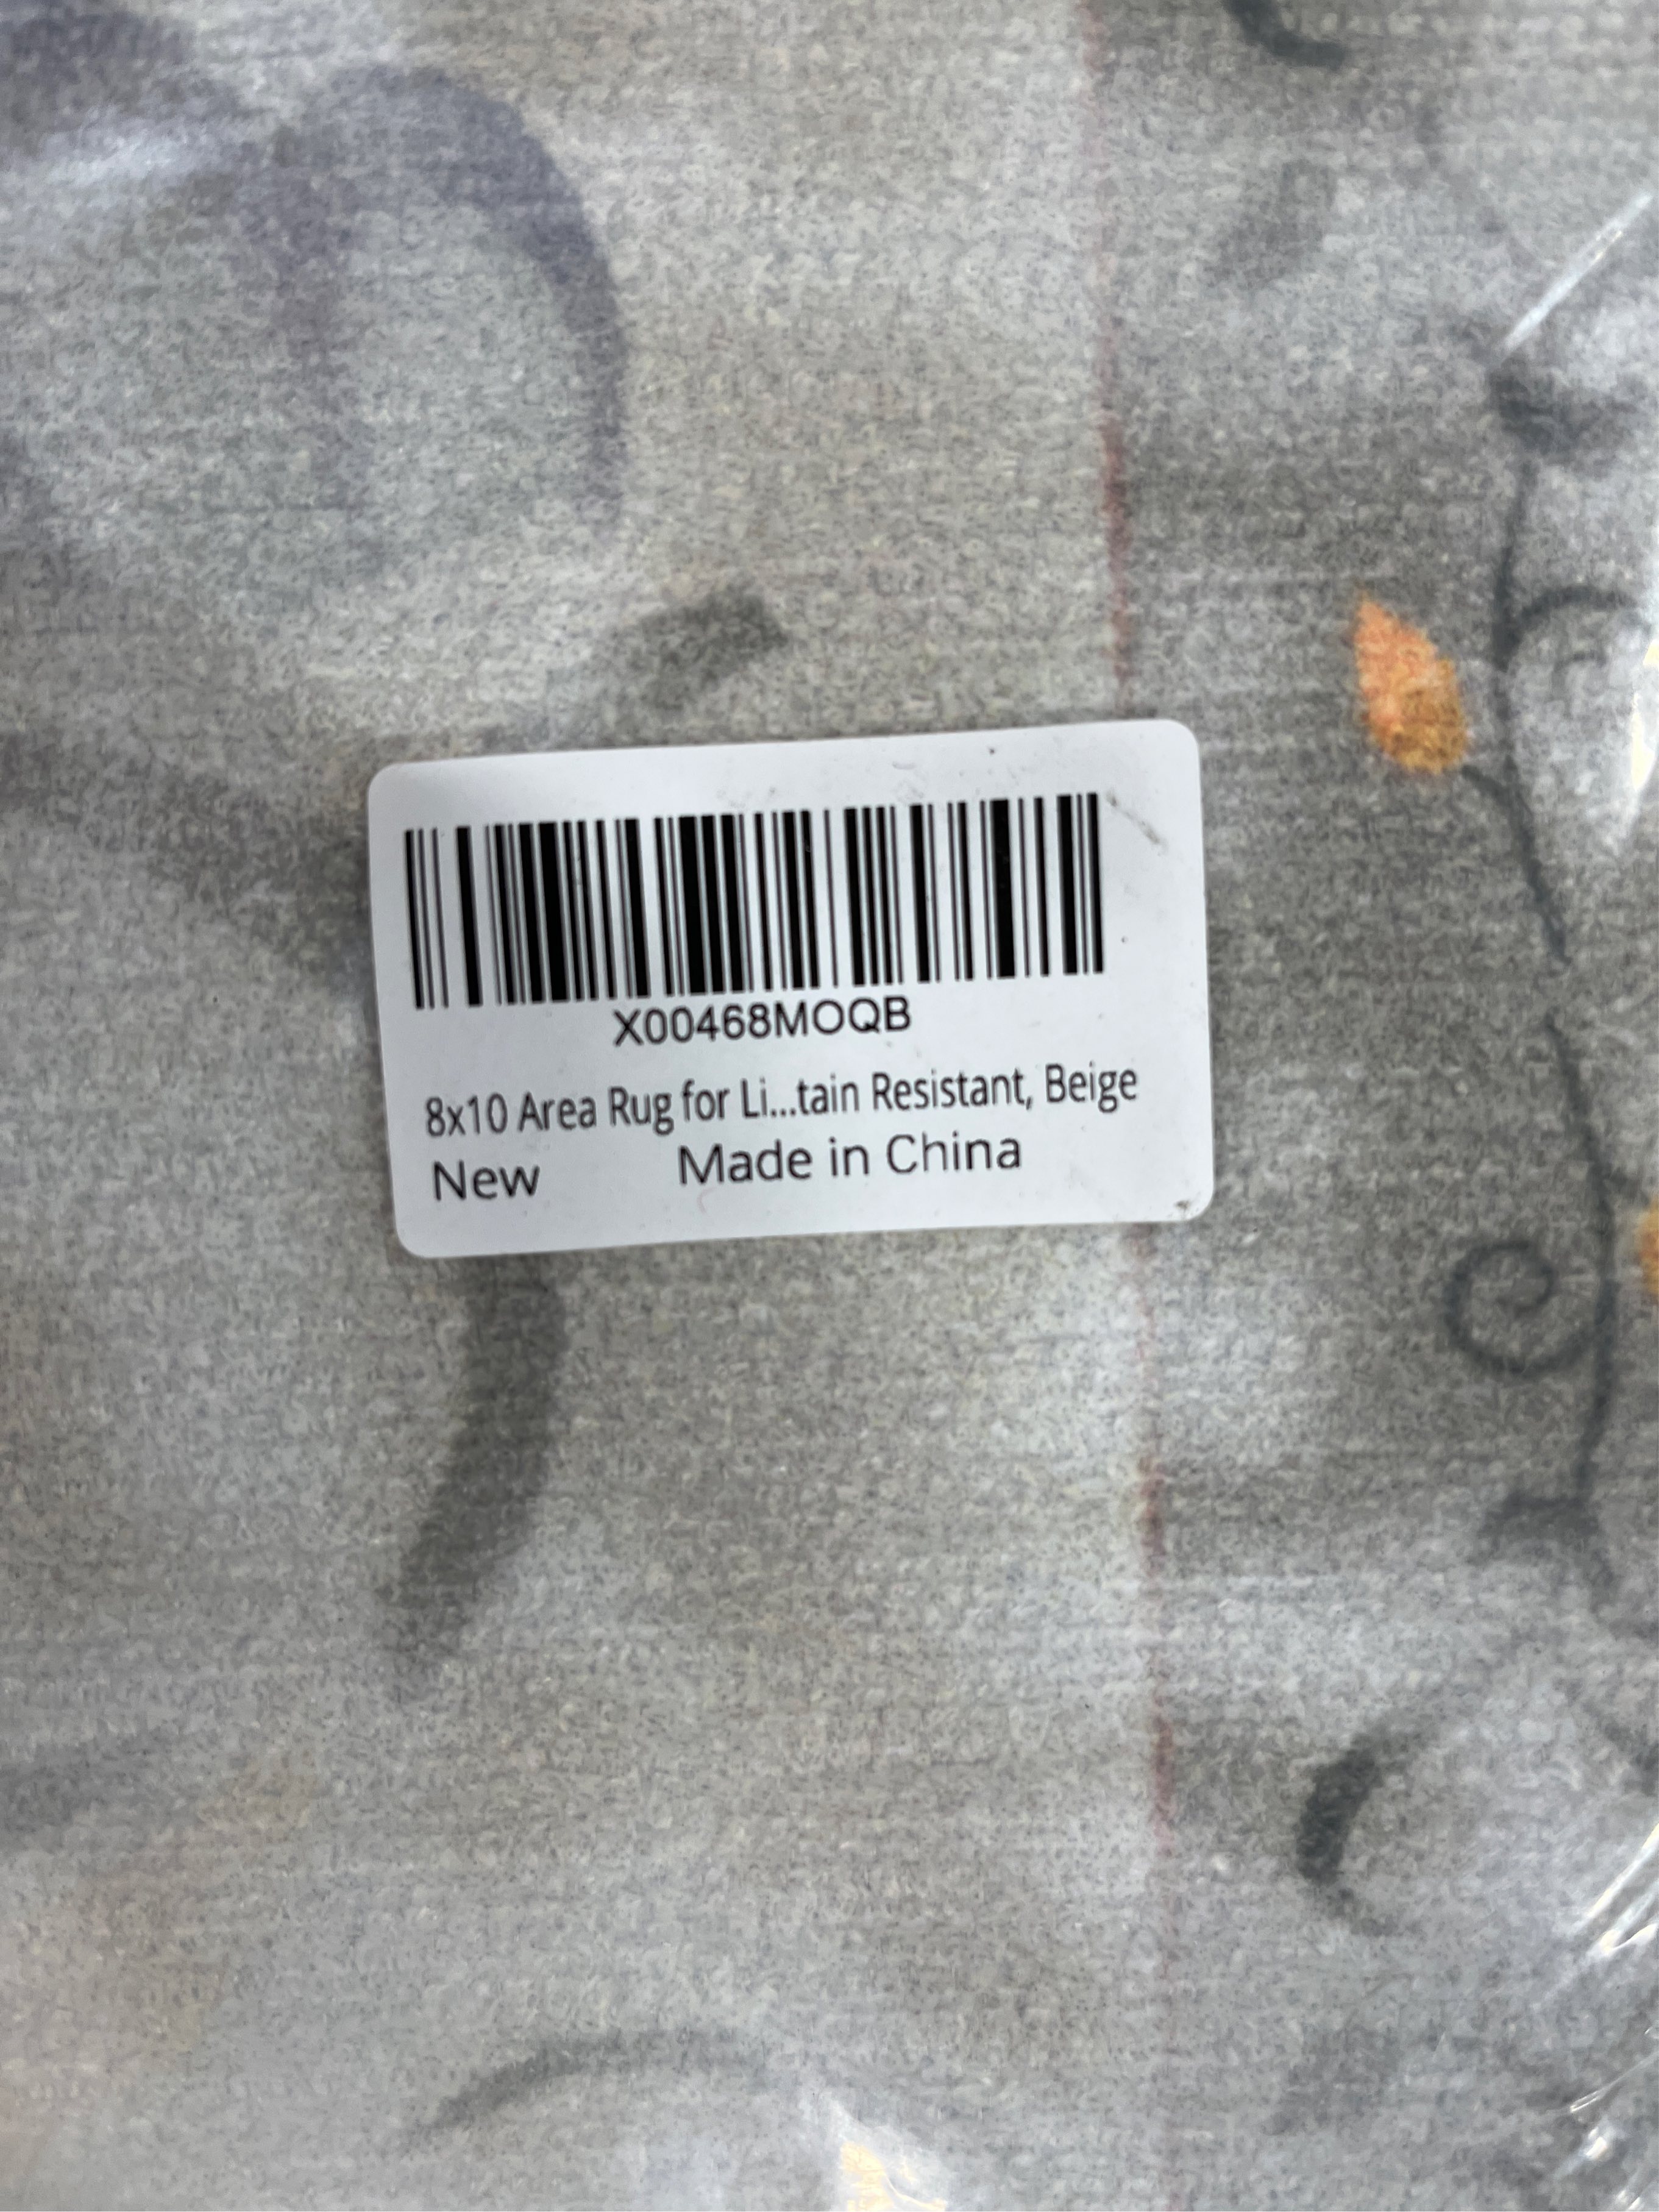 X00468MOQB
8x10 Area Rug for Li...tain Resistant, Beige
New Made in China